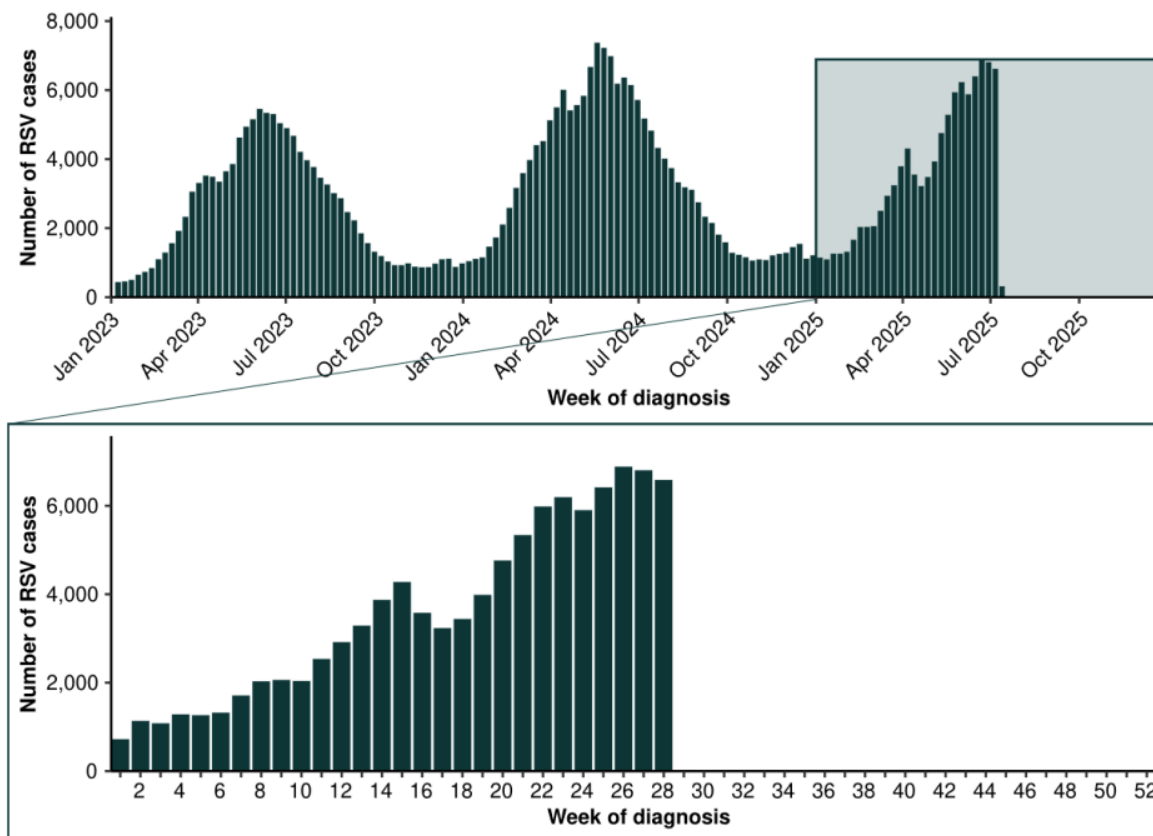 8,000
6,000
4,000
2,000
0
Number of RSV cases
Jan 2023
Apr 2023
Jul 2023
Oct 2023
Jan 2024
Apr 2024
Jul 2024
Oct 2024
Jan 2025
Apr 2025
Jul 2025
Oct 2025
Week of diagnosis
6,000
4,000
2,000
0
Number of RSV cases
2 4 6 8 10 12 14 16 18 20 22 24 26 28 30 32 34 36 38 40 42 44 46 48 50 52
Week of diagnosis